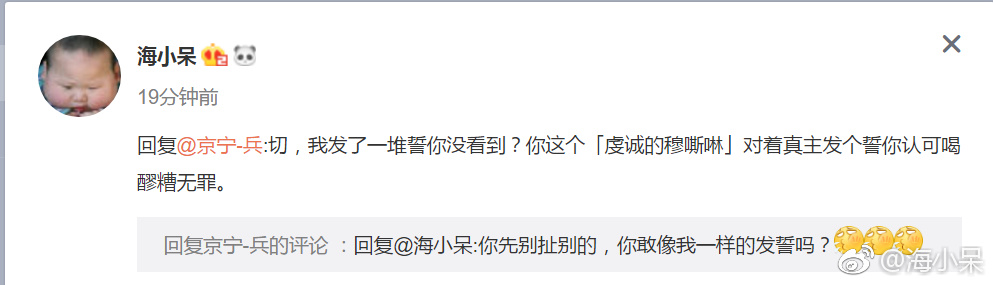 海小呆
19分钟前
回复@京宁-兵:切，我发了一堆誓你没看到？你这个「虔诚的穆嘶啉」对着真主发个誓你认可喝
醪糟无罪。
回复京宁-兵的评论 ：回复@海小呆:你先别扯别的，你敢像我一样的发誓吗？
@海小呆